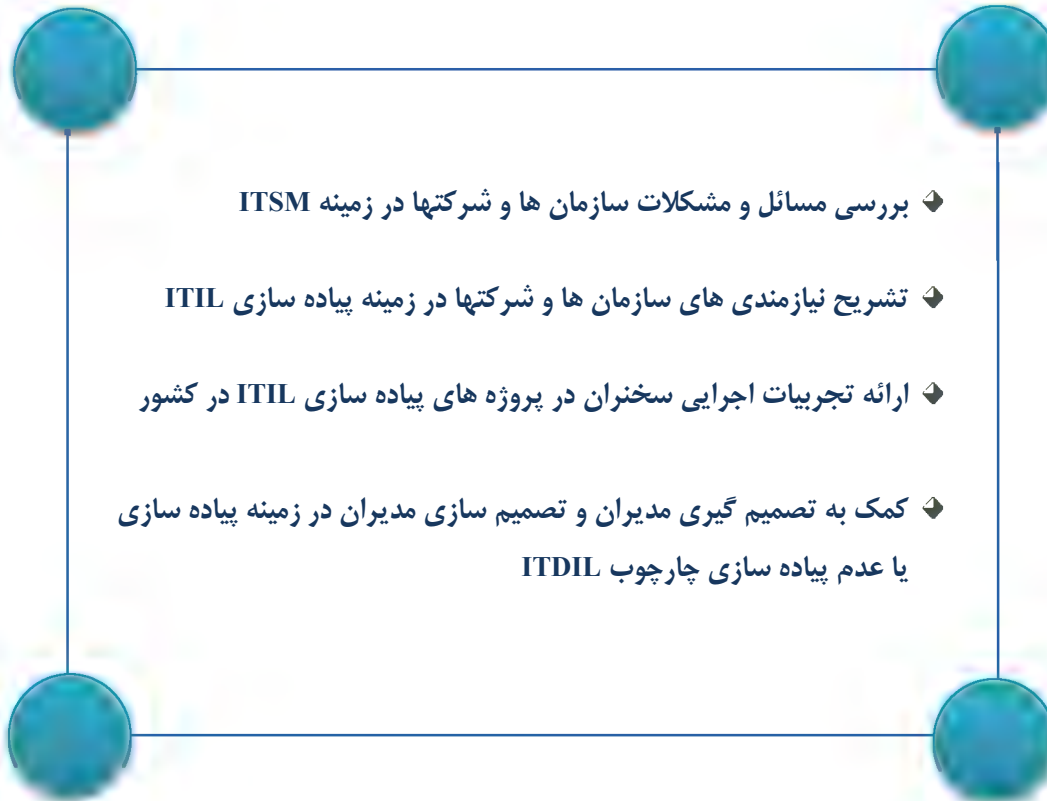 بررسی مسائل و مشکلات سازمان ها و شرکتها در زمینه ITSM
تشریح نیازمندی های سازمان ها و شرکتها در زمینه پیاده سازی ITIL
ارائه تجربیات اجرایی سخنران در پروژه های پیاده سازی ITIL در کشور
کمک به تصمیم گیری مدیران و تصمیم سازی مدیران در زمینه پیاده سازی
یا عدم پیاده سازی چارچوب ITDIL